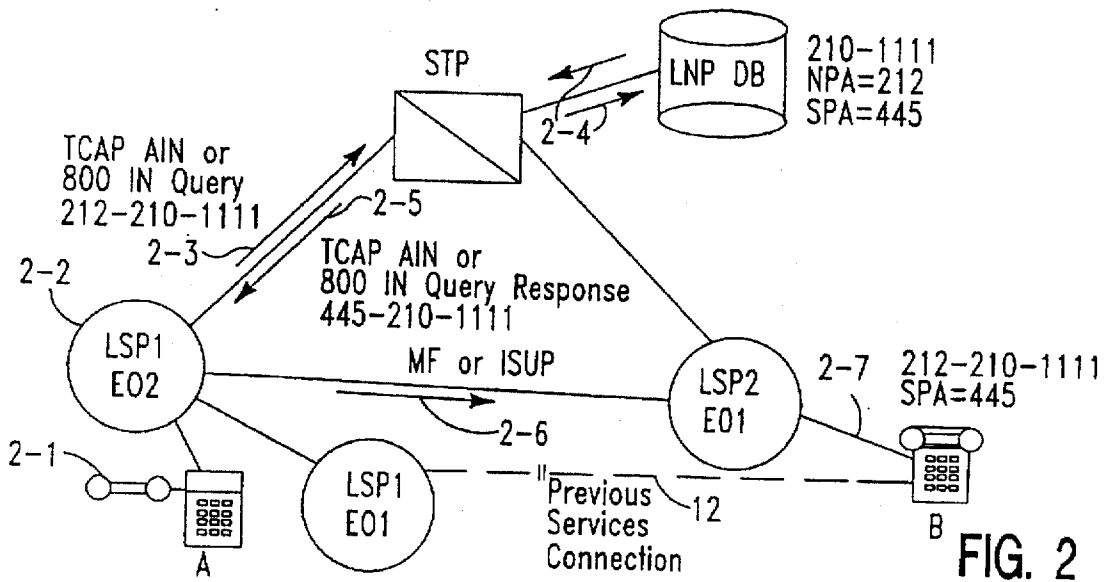 STP
LNP DB
210-1111
NPA=212
SPA=445
2-4
TCAP AIN or
800 IN Query
212-210-1111
2-3
2-5
TCAP AIN or
800 IN Query Response
445-210-1111
2-2
LSP1
EO2
MF or ISUP
2-6
LSP2
EO1
2-7
212-210-1111
SPA=445
2-1
A
LSP1
EO1
Previous
Services
Connection
12
B
FIG. 2